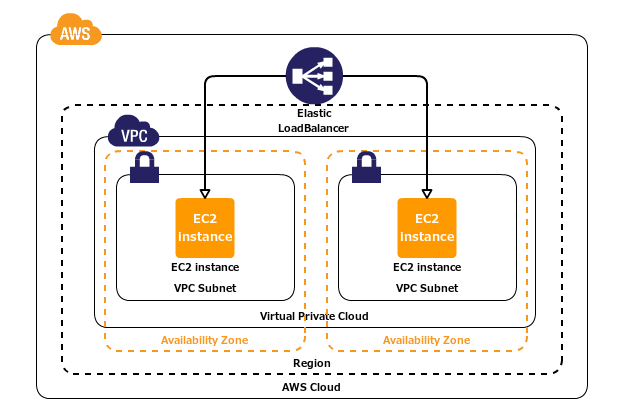 AWS
Elastic
LoadBalancer
VPC
EC2
instance
EC2 instance
VPC Subnet
EC2
instance
EC2 instance
VPC Subnet
Virtual Private Cloud
Availability Zone
Availability Zone
Region
AWS Cloud